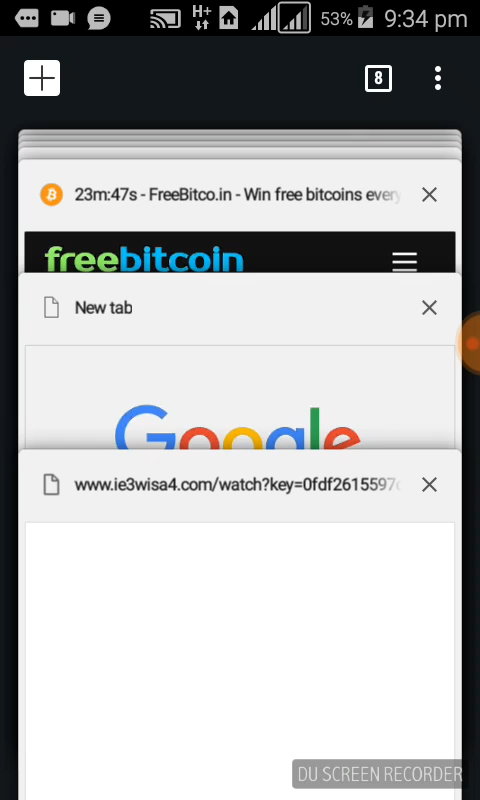 H+ 53% 9:34 pm
8
23m:47s - FreeBitco.in - Win free bitcoins every
freebitcoin
New tab
Google
www.ie3wisa4.com/watch?key=0fdf2615597
DU SCREEN RECORDER